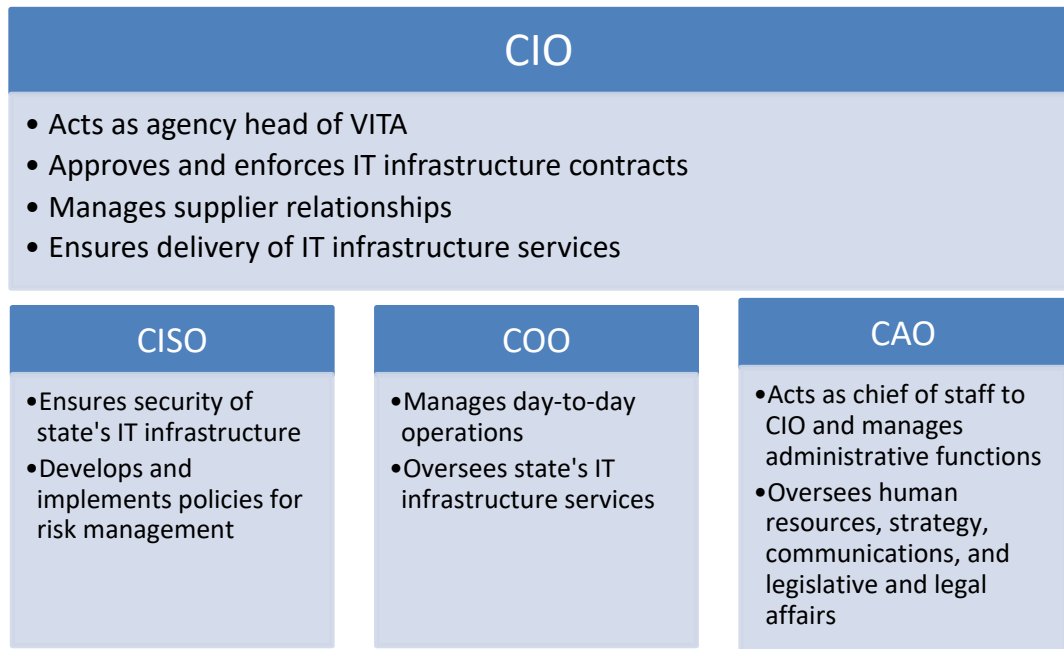 CIO
• Acts as agency head of VITA
• Approves and enforces IT infrastructure contracts
• Manages supplier relationships
• Ensures delivery of IT infrastructure services
CISO
•Ensures security of
state's IT infrastructure
•Develops and
implements policies for
risk management
COO
•Manages day-to-day
operations
•Oversees state's IT
infrastructure services
CAO
•Acts as chief of staff to
CIO and manages
administrative functions
•Oversees human
resources, strategy,
communications, and
legislative and legal
affairs